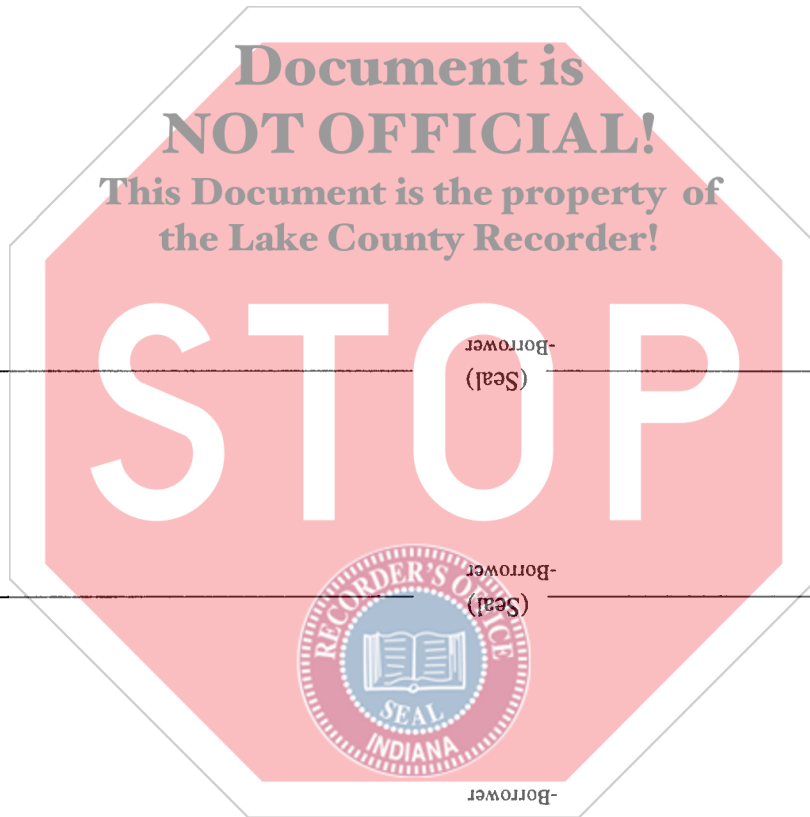 Document is
NOT OFFICIAL!
This Document is the property of
the Lake County Recorder!
STOP
-Borrower
(Seal)
-Borrower
(Seal)
RECORDER'S OFFICE
SEAL
INDIANA
-Borrower